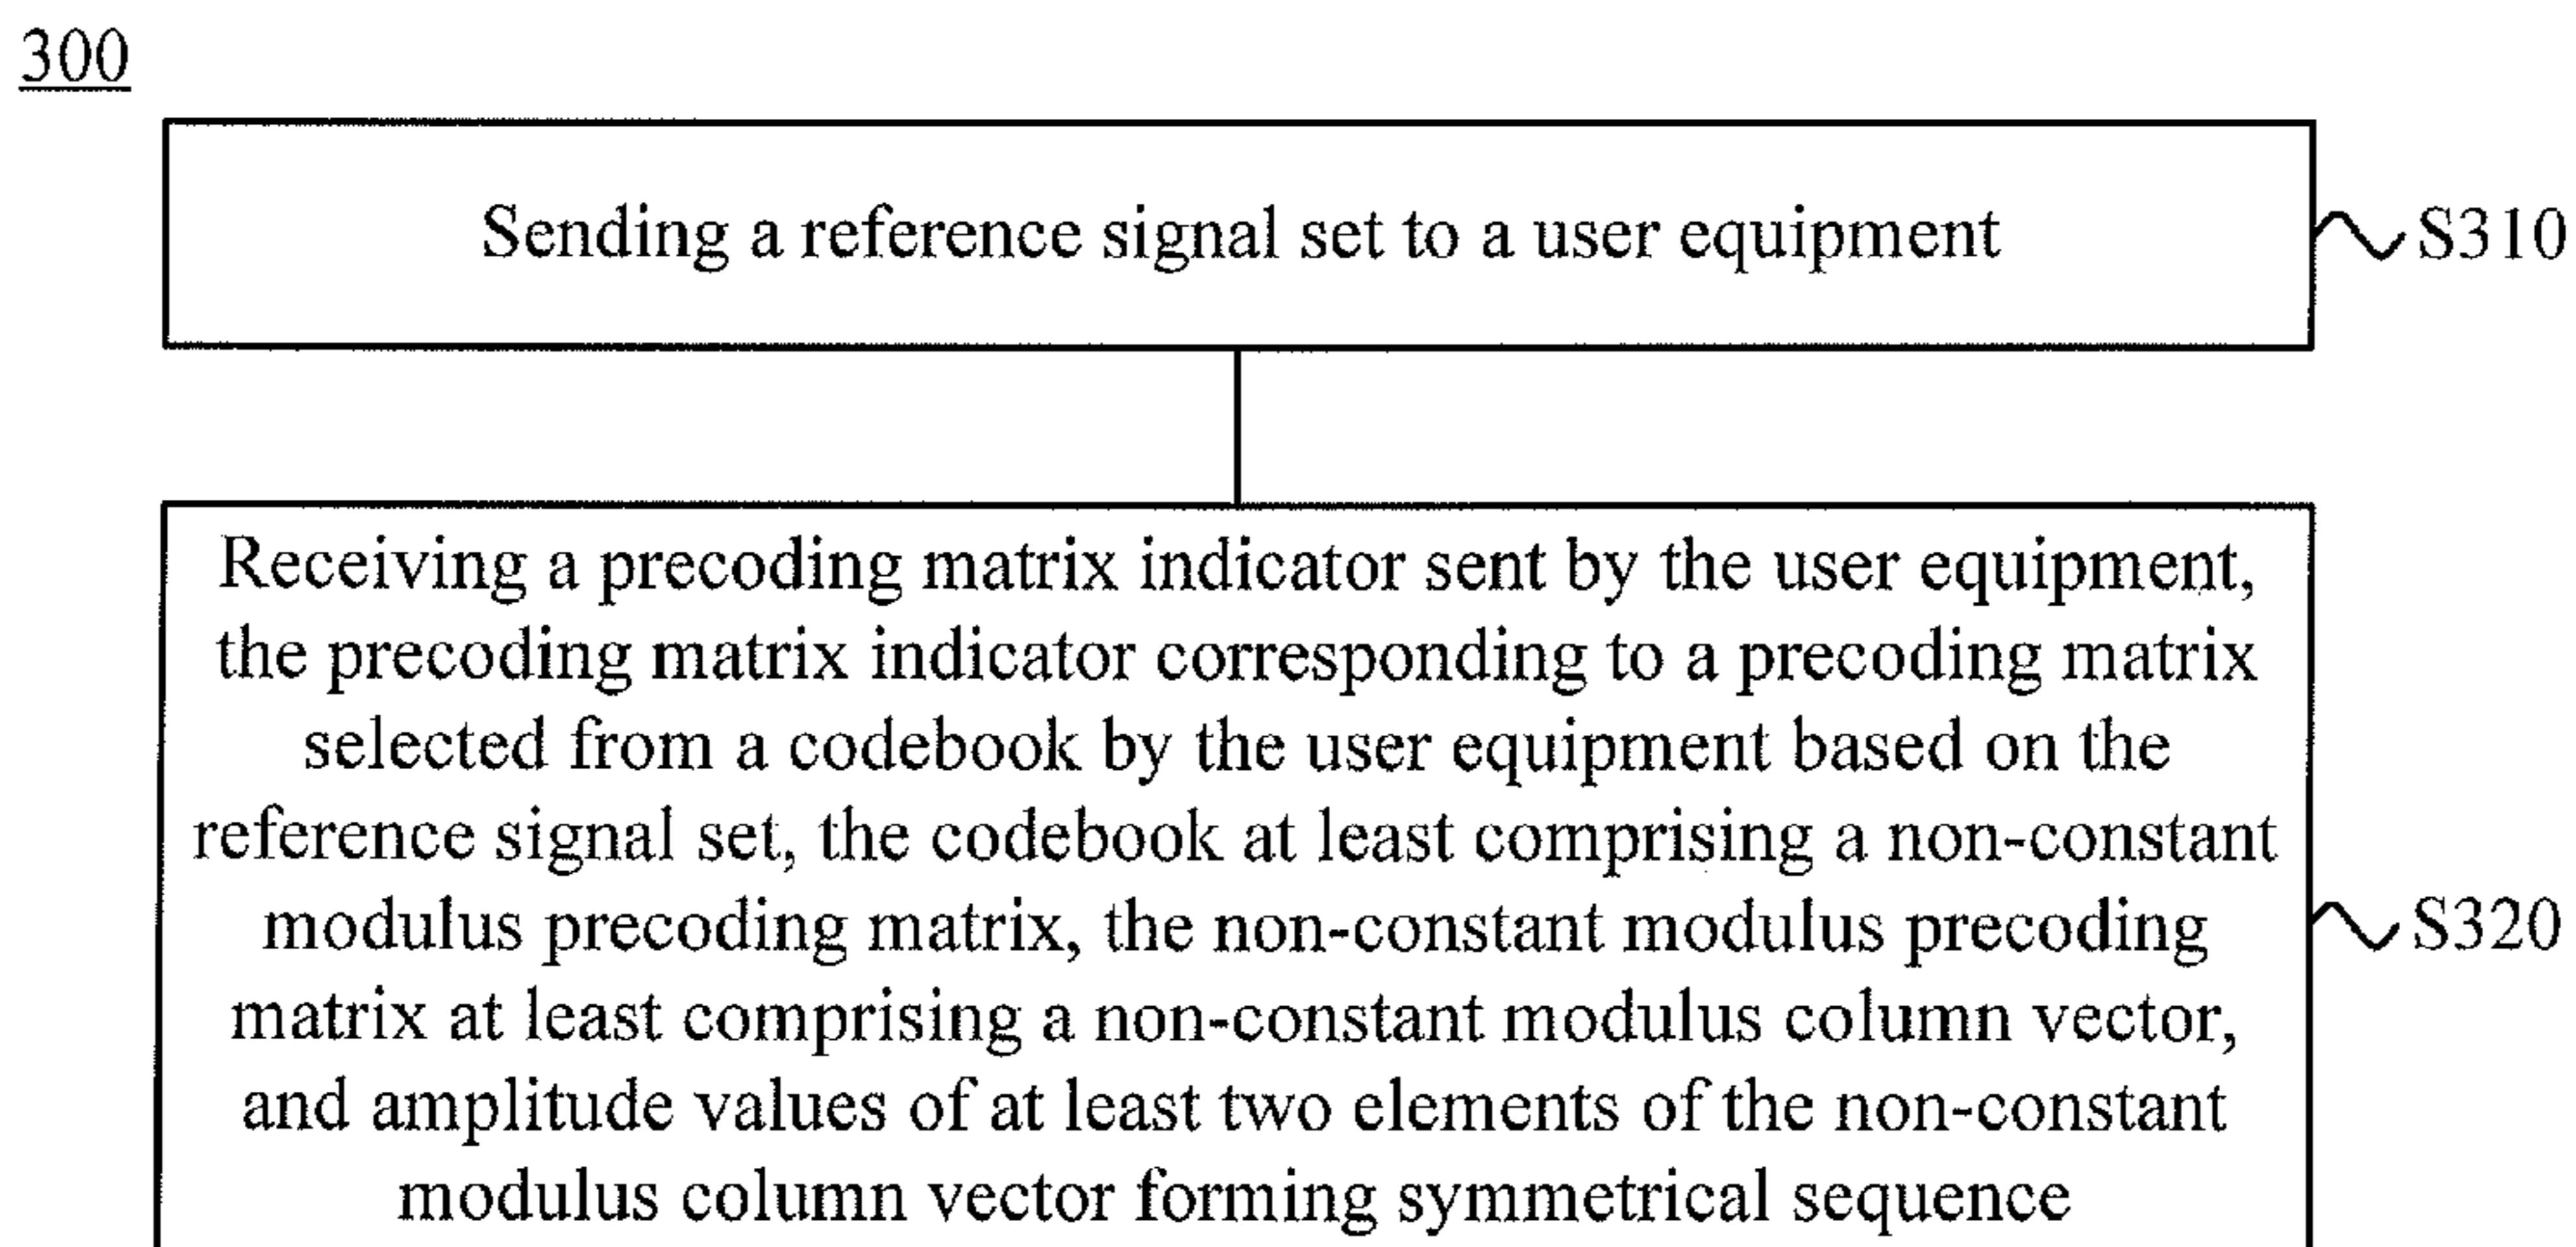 300
Sending a reference signal set to a user equipment
S310
Receiving a precoding matrix indicator sent by the user equipment,
the precoding matrix indicator corresponding to a precoding matrix
selected from a codebook by the user equipment based on the
reference signal set, the codebook at least comprising a non-constant
modulus precoding matrix, the non-constant modulus precoding
matrix at least comprising a non-constant modulus column vector,
and amplitude values of at least two elements of the non-constant
modulus column vector forming symmetrical sequence
S320